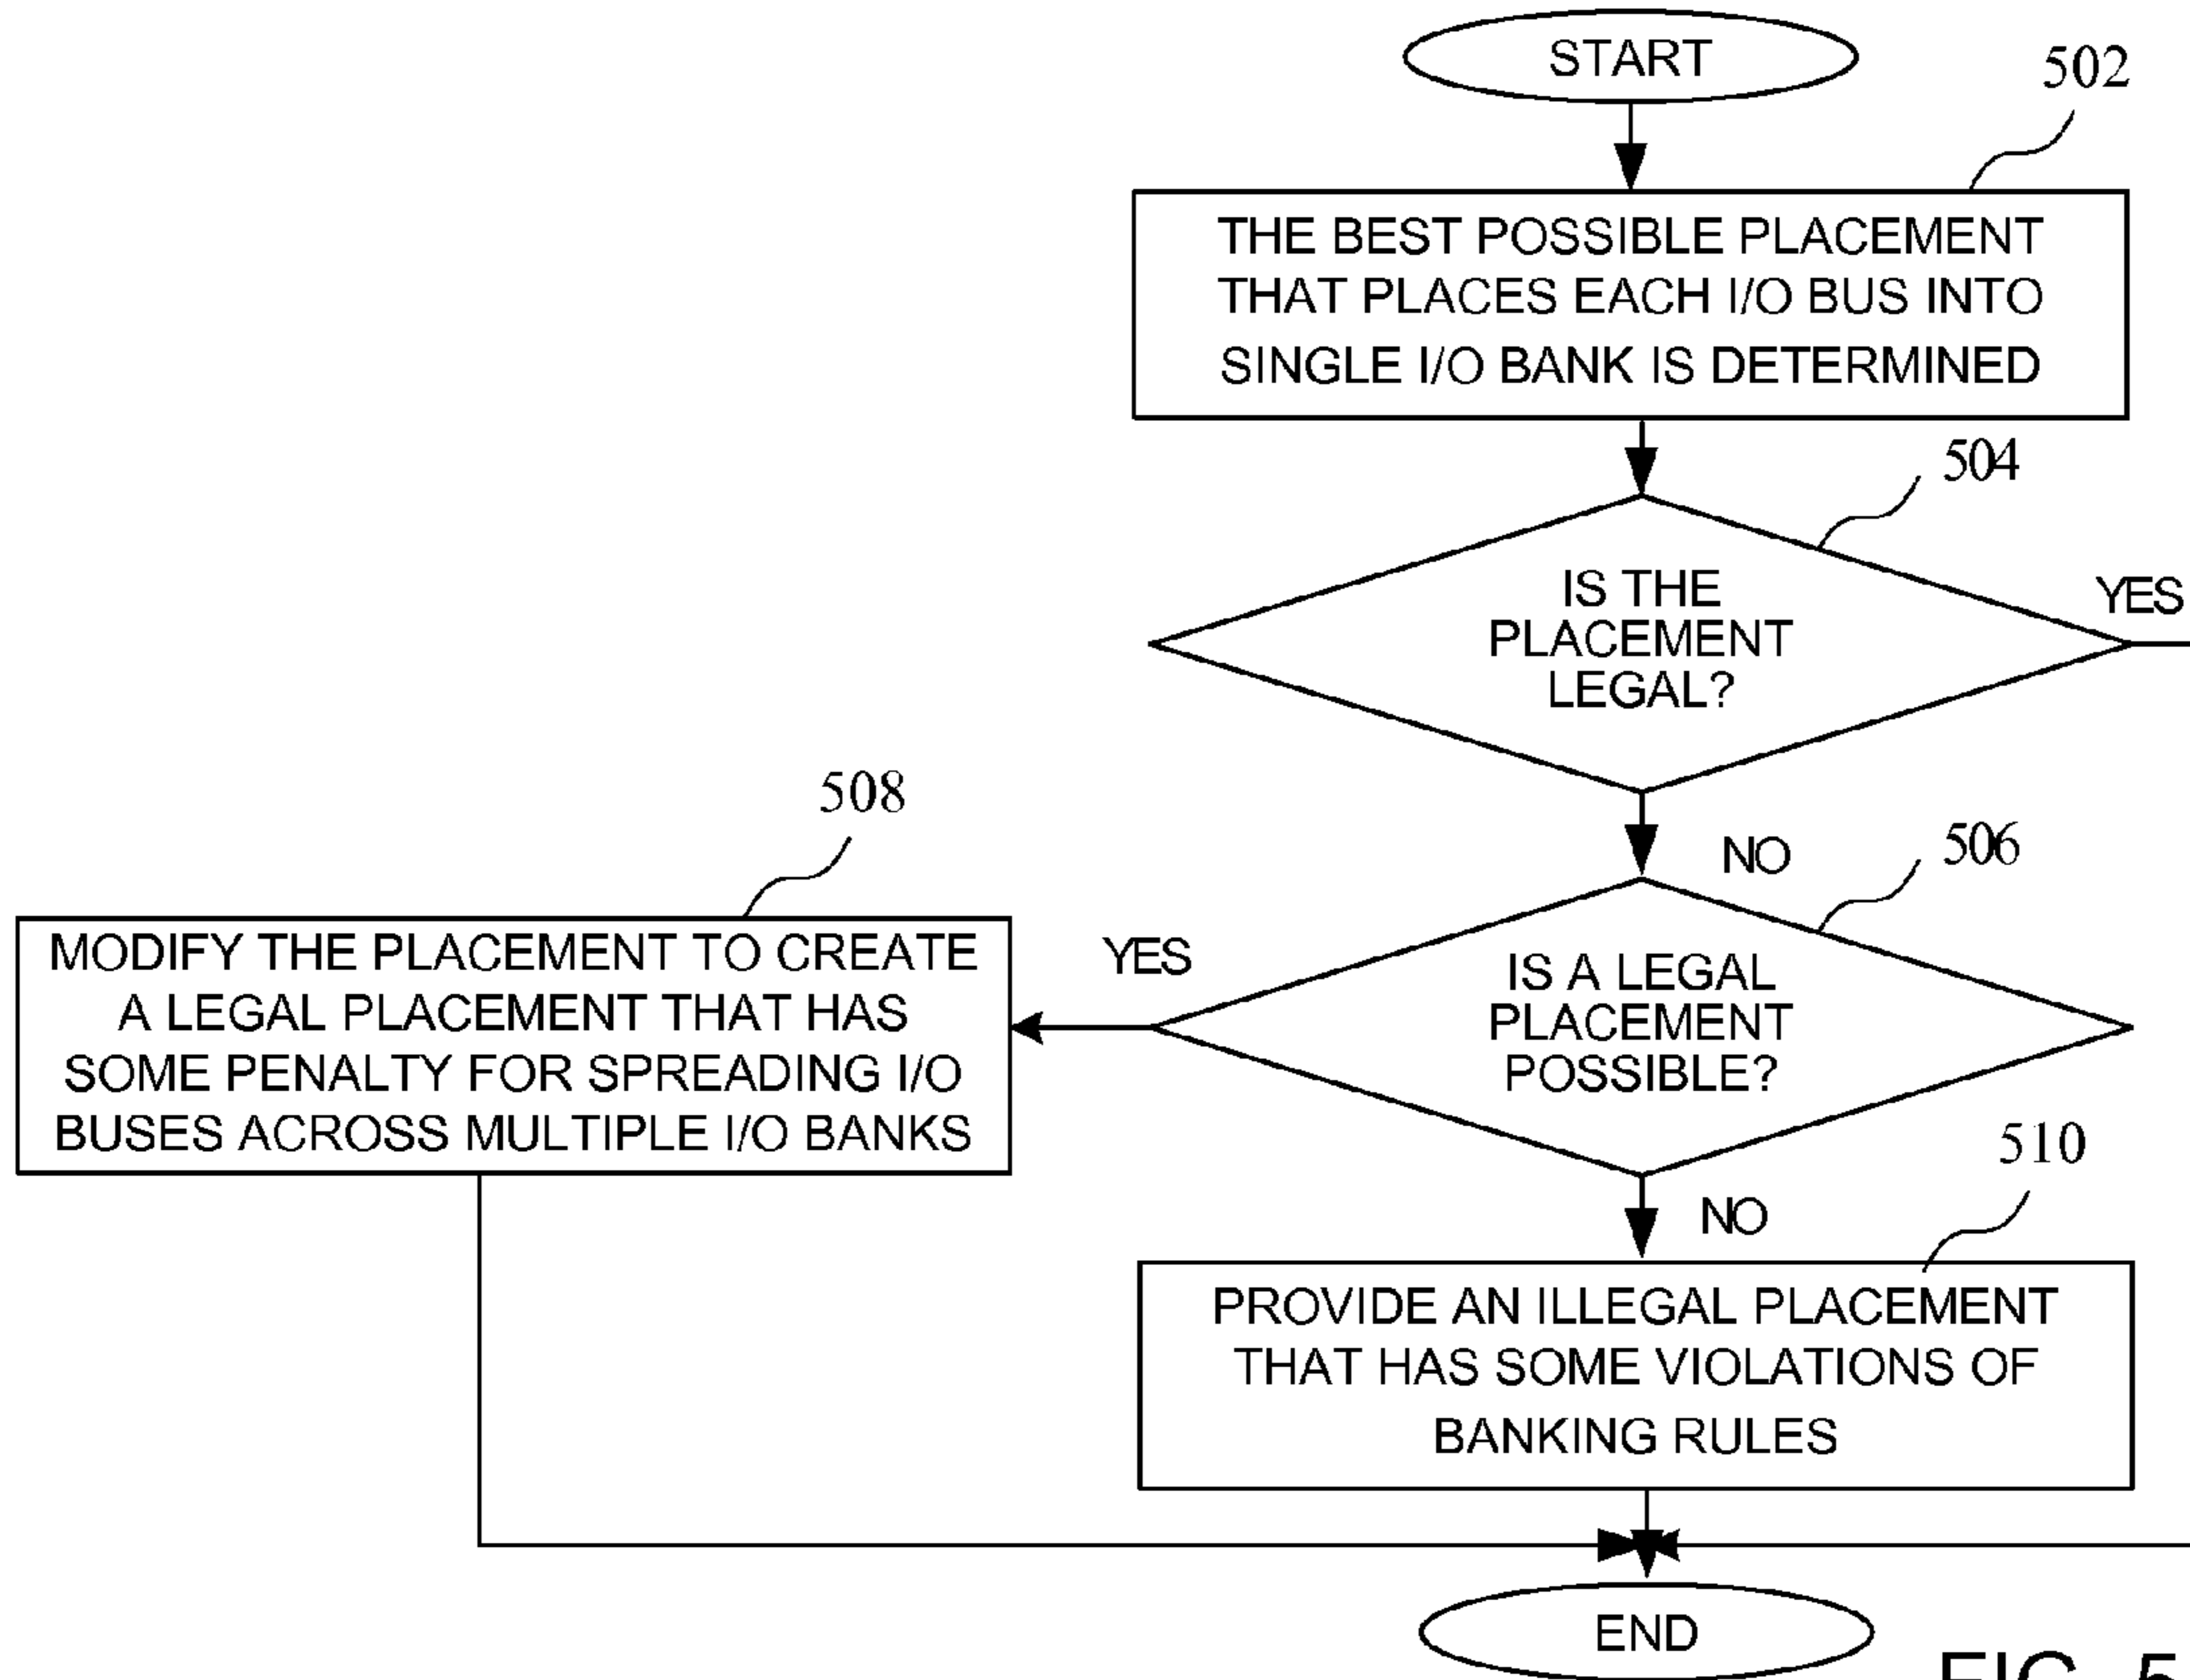 START
502
THE BEST POSSIBLE PLACEMENT
THAT PLACES EACH I/O BUS INTO
SINGLE I/O BANK IS DETERMINED
504
IS THE
PLACEMENT
LEGAL?
YES
NO
506
508
MODIFY THE PLACEMENT TO CREATE
A LEGAL PLACEMENT THAT HAS
SOME PENALTY FOR SPREADING I/O
BUSES ACROSS MULTIPLE I/O BANKS
YES
IS A LEGAL
PLACEMENT
POSSIBLE?
NO
510
PROVIDE AN ILLEGAL PLACEMENT
THAT HAS SOME VIOLATIONS OF
BANKING RULES
END
FIG. 5